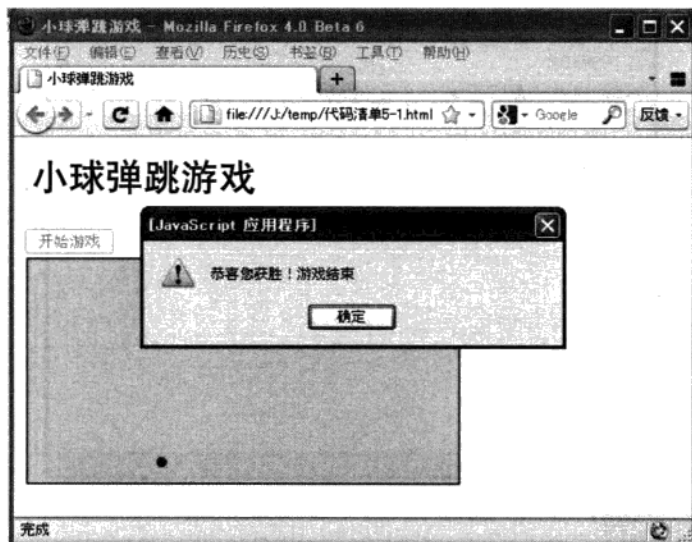 小球弹跳游戏 - Mozilla Firefox 4.0 Beta 6
文件(F) 编辑(E) 查看(V) 历史(S) 书签(B) 工具(T) 帮助(H)
小球弹跳游戏
file:///J:/temp/代码清单5-1.html
Google
反馈
小球弹跳游戏
开始游戏
[JavaScript 应用程序]
恭喜您获胜！游戏结束
确定
完成